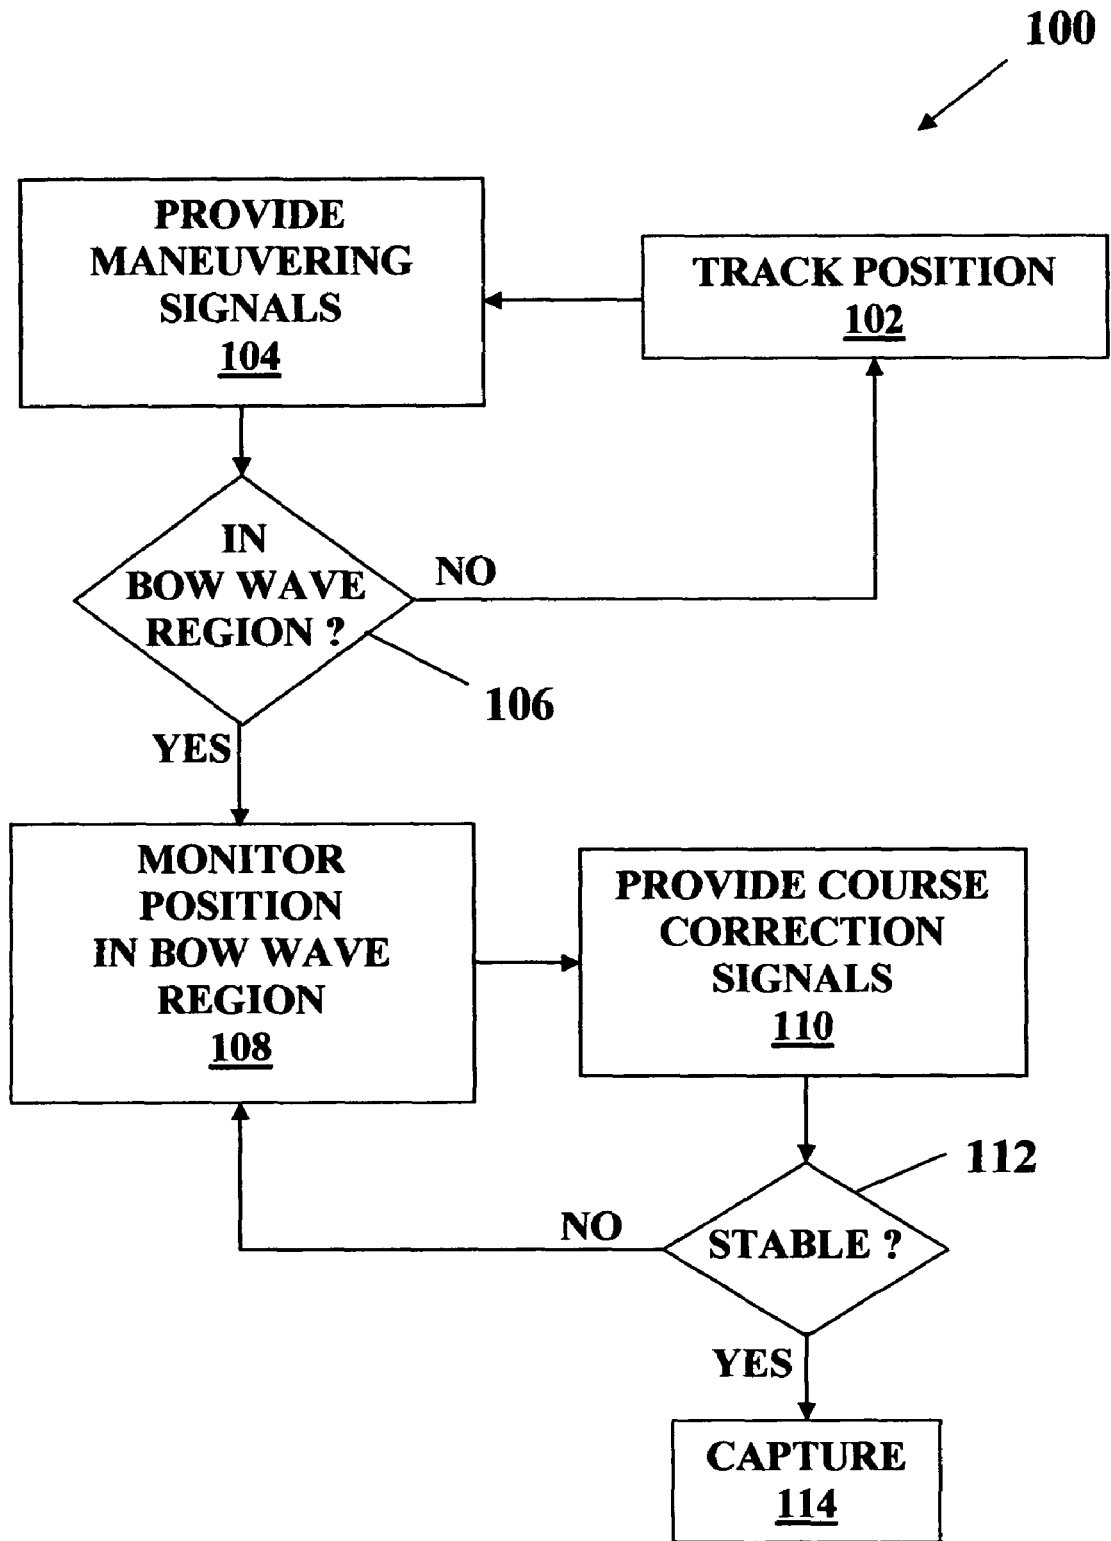 100
PROVIDE
MANEUVERING
SIGNALS
104
TRACK POSITION
102
IN
BOW WAVE
REGION ?
NO
106
YES
MONITOR
POSITION
IN BOW WAVE
REGION
108
PROVIDE COURSE
CORRECTION
SIGNALS
110
112
STABLE ?
NO
YES
CAPTURE
114